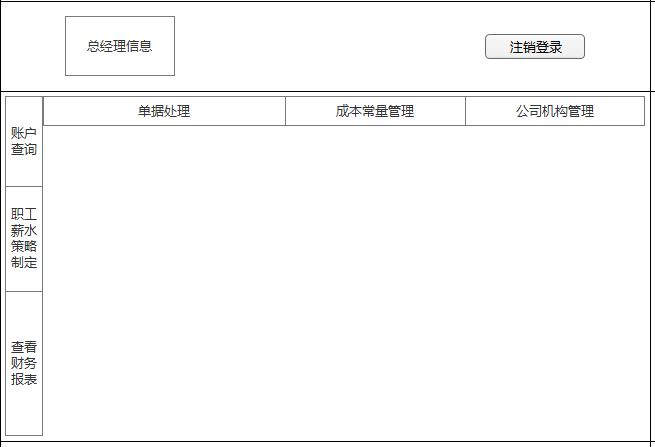 总经理信息
注销登录
单据处理
成本常量管理
公司机构管理
账户
查询
职工
薪水
策略
制定
查看
财务
报表